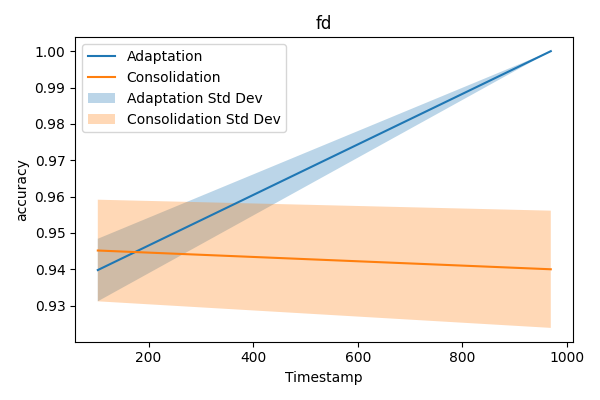 fd
Adaptation
Consolidation
Adaptation Std Dev
Consolidation Std Dev
1.00
0.99
0.98
0.97
0.96
0.95
0.94
0.93
accuracy
200
400
600
800
1000
Timestamp